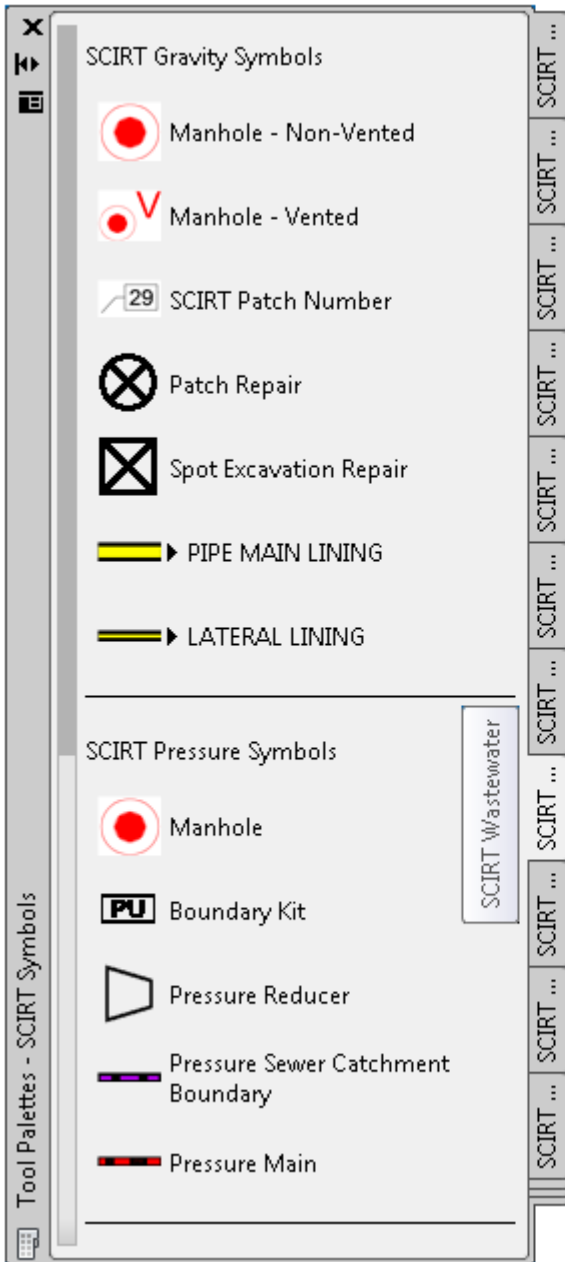 SCIRT Gravity Symbols
Manhole - Non-Vented
V
Manhole - Vented
29
SCIRT Patch Number
Patch Repair
Spot Excavation Repair
PIPE MAIN LINING
LATERAL LINING
SCIRT Pressure Symbols
Manhole
PU
Boundary Kit
Pressure Reducer
Pressure Sewer Catchment
Boundary
Pressure Main
Tool Palettes - SCIRT Symbols
SCIRT Wastewater
SCIRT ...
SCIRT ...
SCIRT ...
SCIRT ...
SCIRT ...
SCIRT ...
SCIRT ...
SCIRT ...
SCIRT ...
SCIRT ...
SCIRT ...